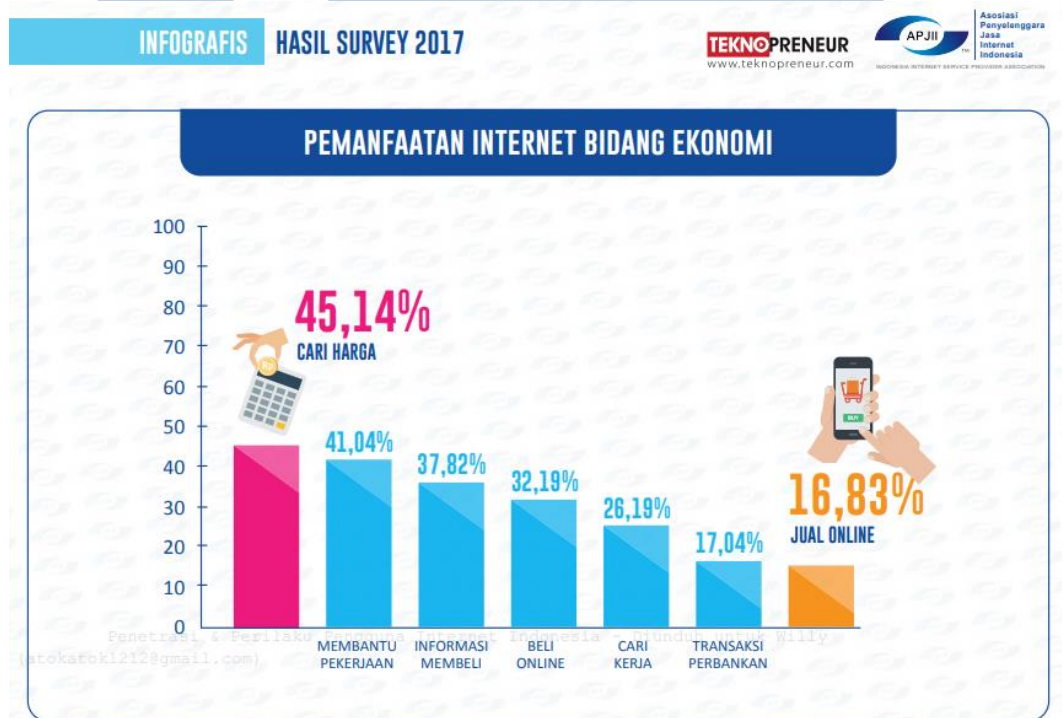 INFOGRAFIS HASIL SURVEY 2017
TEKNOPRENEUR
www.teknopreneur.com
APJII
Asosiasi
Penyelenggara
Jasa
Internet
Indonesia
INDONESIA INTERNET SERVICE PROVIDER ASSOCIATION
PEMANFAATAN INTERNET BIDANG EKONOMI
100
90
80
70
60
50
40
30
20
10
0
45,14%
CARI HARGA
41,04%
37,82%
32,19%
26,19%
17,04%
BUY
16,83%
JUAL ONLINE
MEMBANTU
PEKERJAAN
INFORMASI
MEMBELI
BELI
ONLINE
CARI
KERJA
TRANSAKSI
PERBANKAN
Penetrasi & Perilaku Pengguna Internet Indonesia - Diunduh untuk Willy